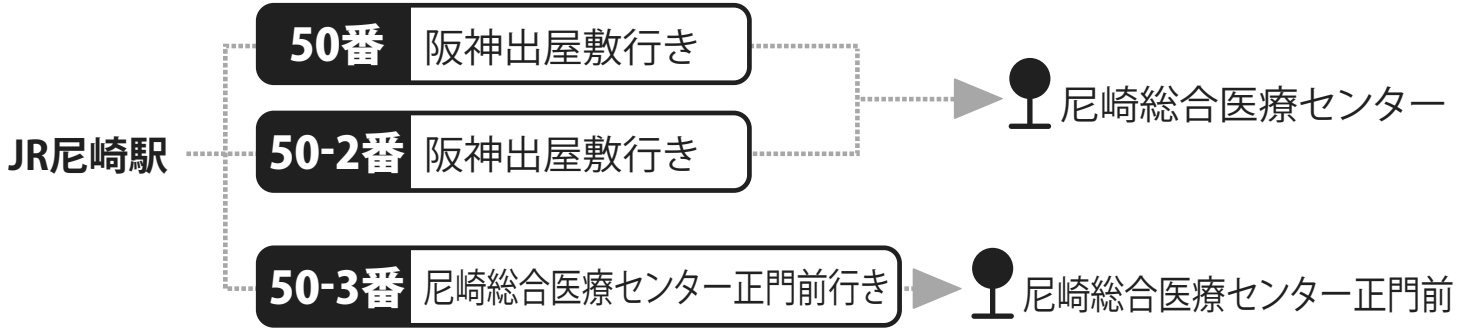 JR尼崎駅
50番 阪神出屋敷行き
50-2番 阪神出屋敷行き
尼崎総合医療センター
50-3番 尼崎総合医療センター正門前行き
尼崎総合医療センター正門前